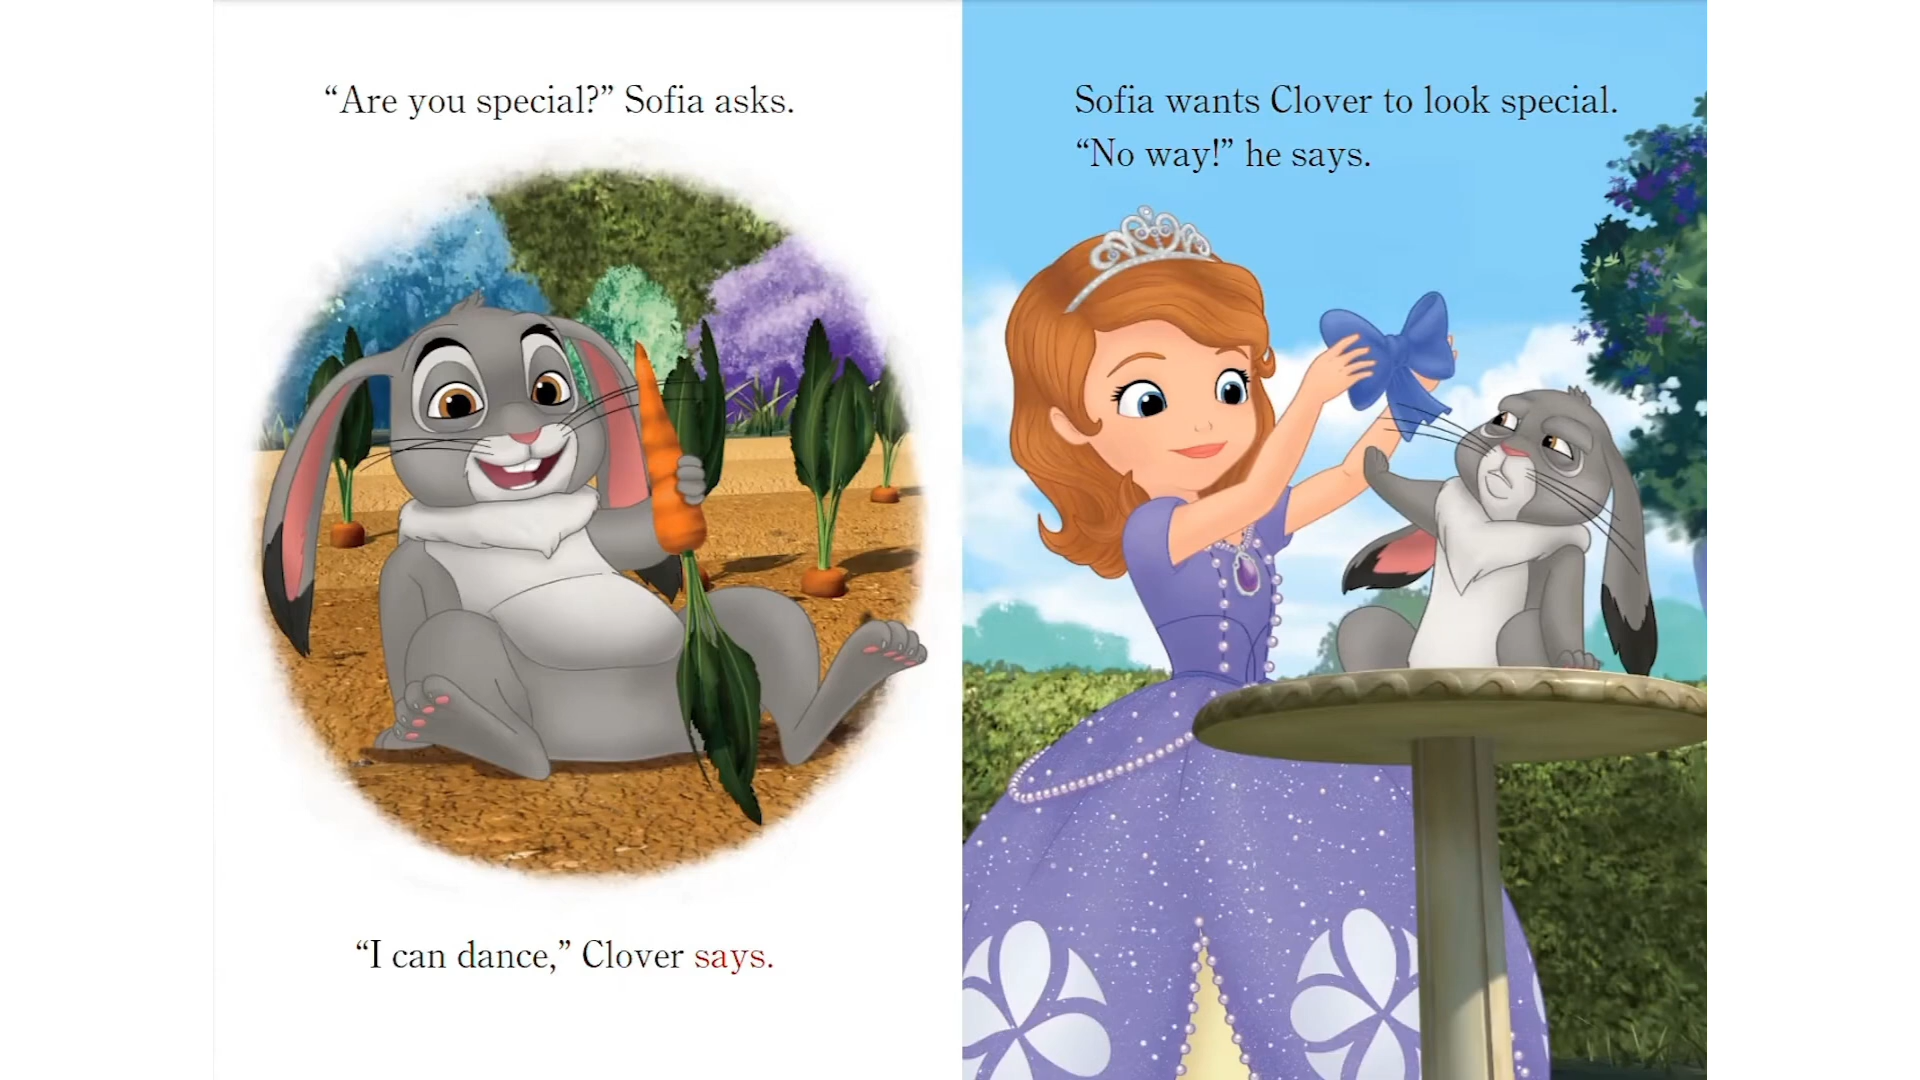 “Are you special?” Sofia asks.
“I can dance,” Clover says.
Sofia wants Clover to look special.
“No way!” he says.